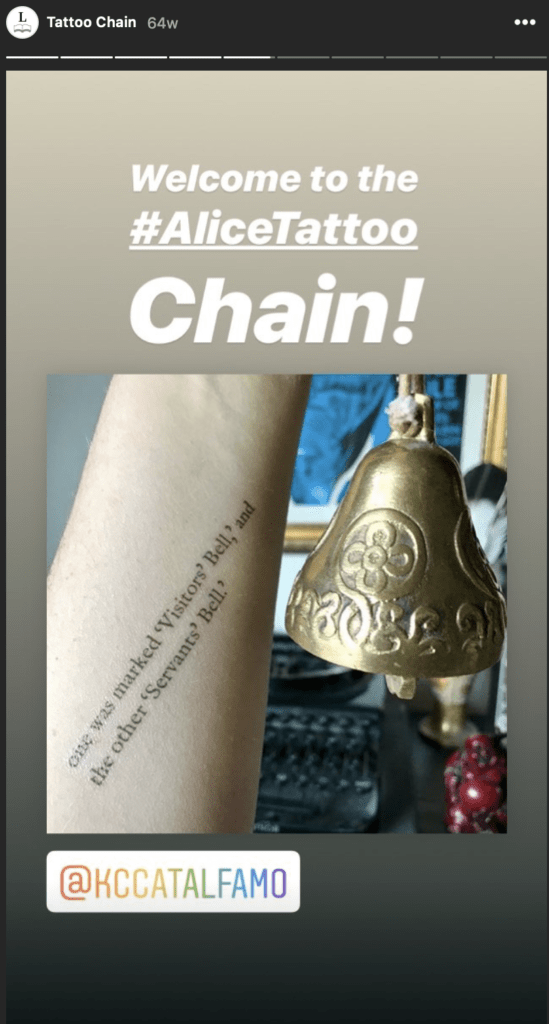 L
Tattoo Chain 64w
Welcome to the
#AliceTattoo
Chain!
one was marked ‘Visitors’ Bell,’ and
the other ‘Servants’ Bell.’
@KCCATALFAMO